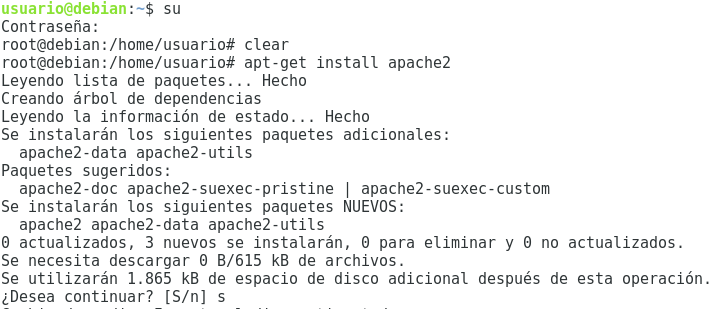 usuario@debian:~$ su
Contraseña:
root@debian:/home/usuario# clear
root@debian:/home/usuario# apt-get install apache2
Leyendo lista de paquetes... Hecho
Creando árbol de dependencias
Leyendo la información de estado... Hecho
Se instalarán los siguientes paquetes adicionales:
  apache2-data apache2-utils
Paquetes sugeridos:
  apache2-doc apache2-suexec-pristine | apache2-suexec-custom
Se instalarán los siguientes paquetes NUEVOS:
  apache2 apache2-data apache2-utils
0 actualizados, 3 nuevos se instalarán, 0 para eliminar y 0 no actualizados.
Se necesita descargar 0 B/615 kB de archivos.
Se utilizarán 1.865 kB de espacio de disco adicional después de esta operación.
¿Desea continuar? [S/n] s